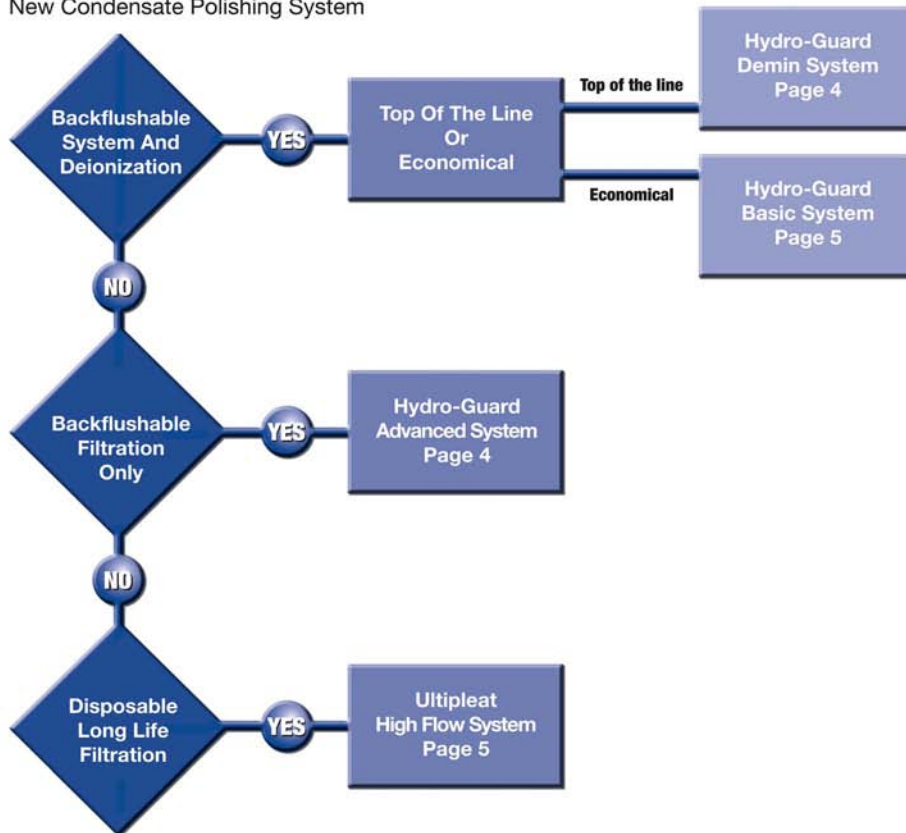 New Condensate Polishing System
Backflushable
System And
Deionization
YES
Top Of The Line
Or
Economical
Top of the line
Hydro-Guard
Demin System
Page 4
Economical
Hydro-Guard
Basic System
Page 5
NO
Backflushable
Filtration
Only
YES
Hydro-Guard
Advanced System
Page 4
NO
Disposable
Long Life
Filtration
YES
Ultipleat
High Flow System
Page 5